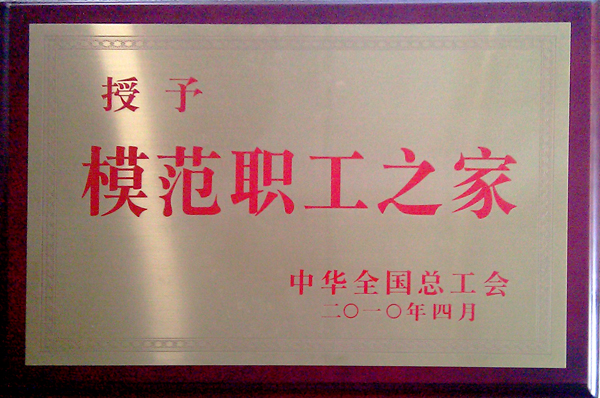 授予
模范职工之家
中华全国总工会
二〇一〇年四月